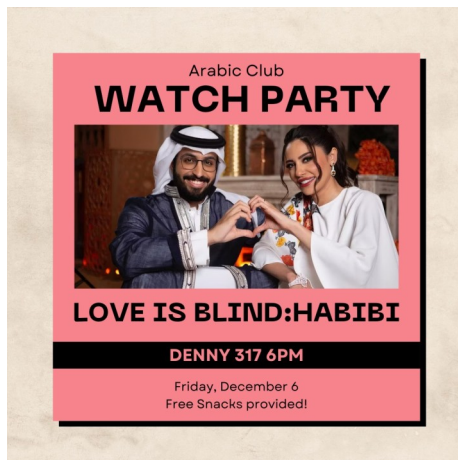 Arabic Club
WATCH PARTY
LOVE IS BLIND:HABIBI
DENNY 317 6PM
Friday, December 6
Free Snacks provided!